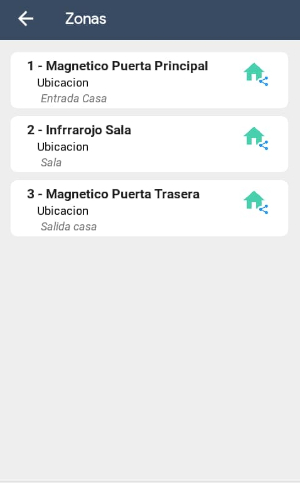 Zonas
1 - Magnetico Puerta Principal
Ubicacion
Entrada Casa
2 - Infrrarojo Sala
Ubicacion
Sala
3 - Magnetico Puerta Trasera
Ubicacion
Salida casa